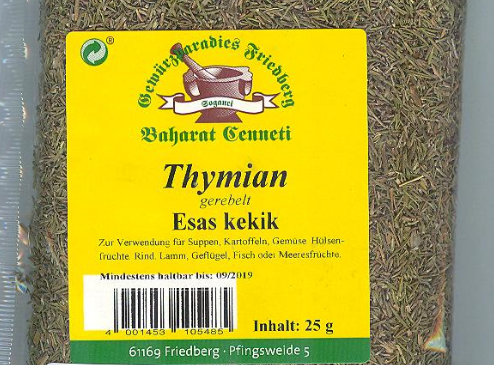 ®
Gewürzparadies Friedberg
Soganci
Baharat Cenneti
Thymian
gerebelt
Esas kekik
Zur Verwendung für Suppen, Kartoffeln, Gemüse, Hülsen-
früchte, Rind, Lamm, Geflügel, Fisch oder Meeresfrüchte.
Mindestens haltbar bis: 09/2019
4 001453 105485
Inhalt: 25 g
61169 Friedberg · Pfingsweide 5